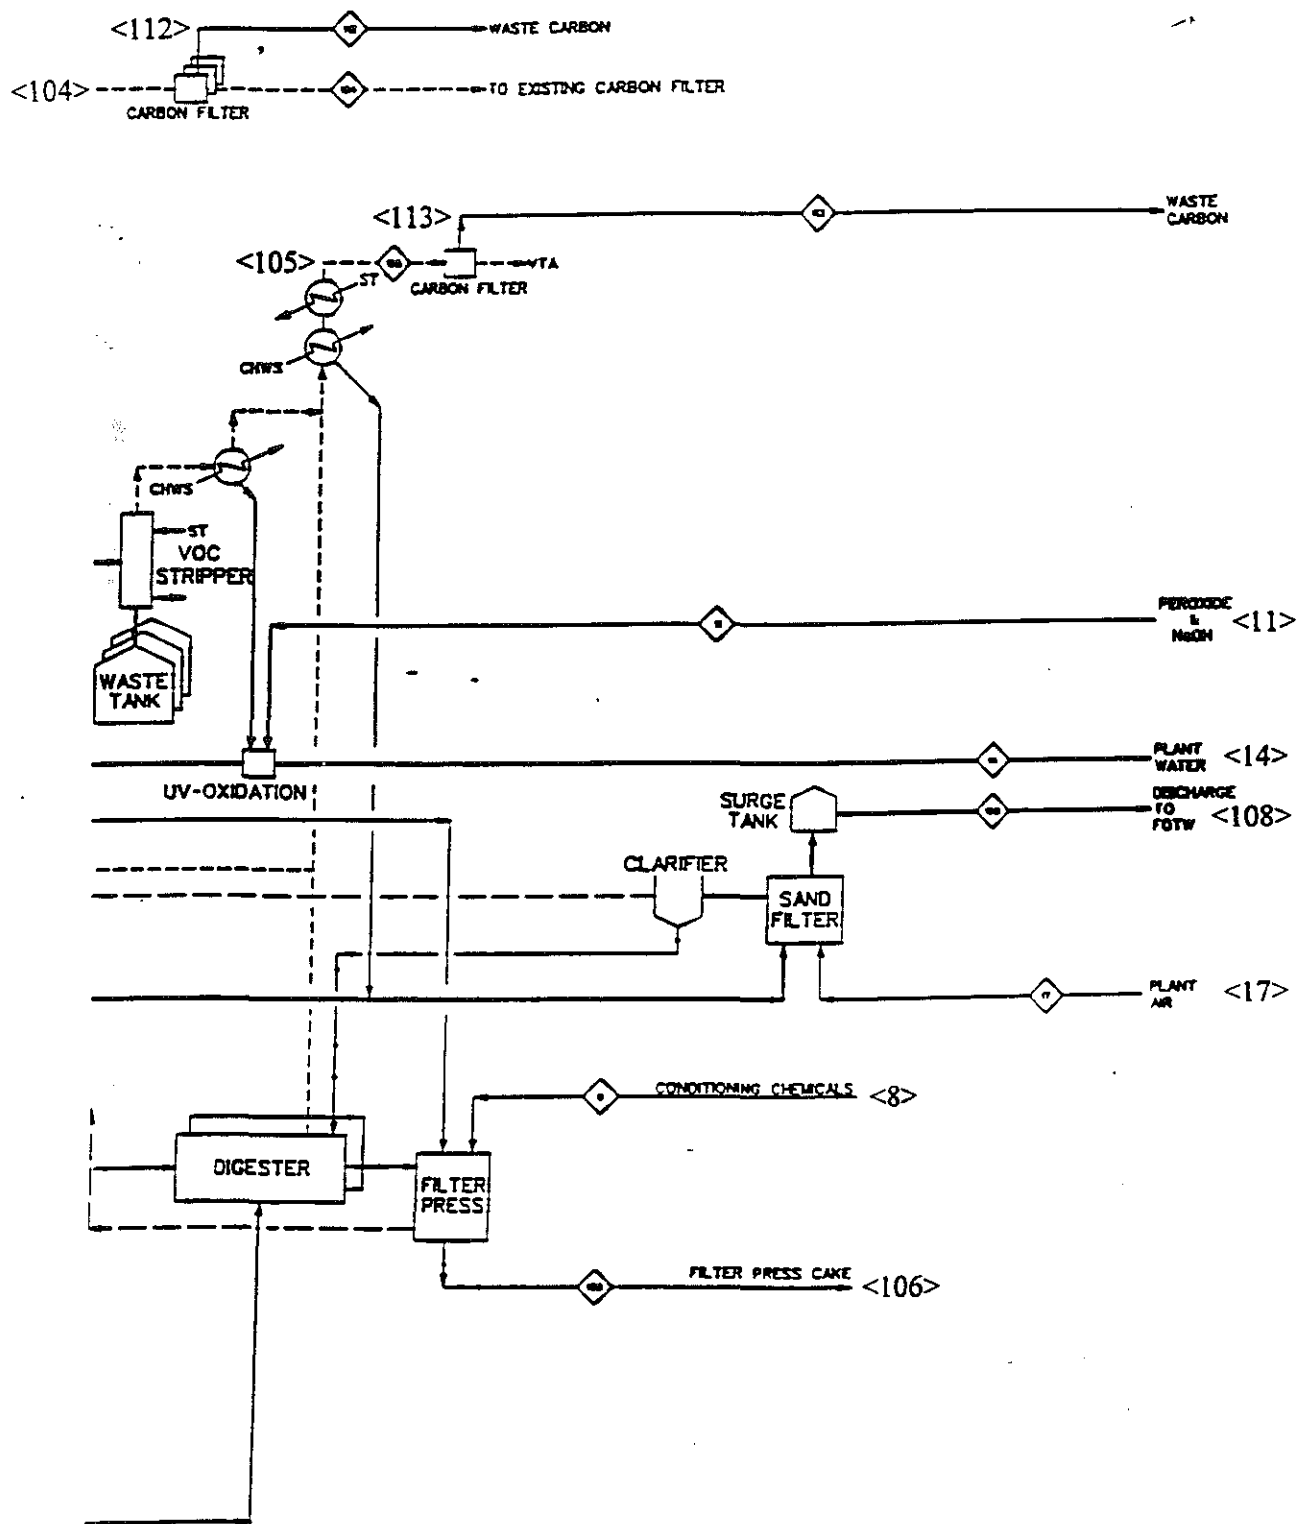 <112>
WASTE CARBON
<104>
TO EXISTING CARBON FILTER
CARBON FILTER
<113>
WASTE
CARBON
<105>
VTA
ST
CARBON FILTER
CHWS
CHWS
ST
VOC
STRIPPER
PEROXIDE
&
NaOH
<11>
WASTE
TANK
PLANT
WATER
<14>
UV-OXIDATION
SURGE
TANK
DISCHARGE
TO
<108>
CLARIFIER
SAND
FILTER
17
PLANT
AIR
<17>
CONDITIONING CHEMICALS
<8>
DIGESTER
FILTER
PRESS
FILTER PRESS CAKE
<106>